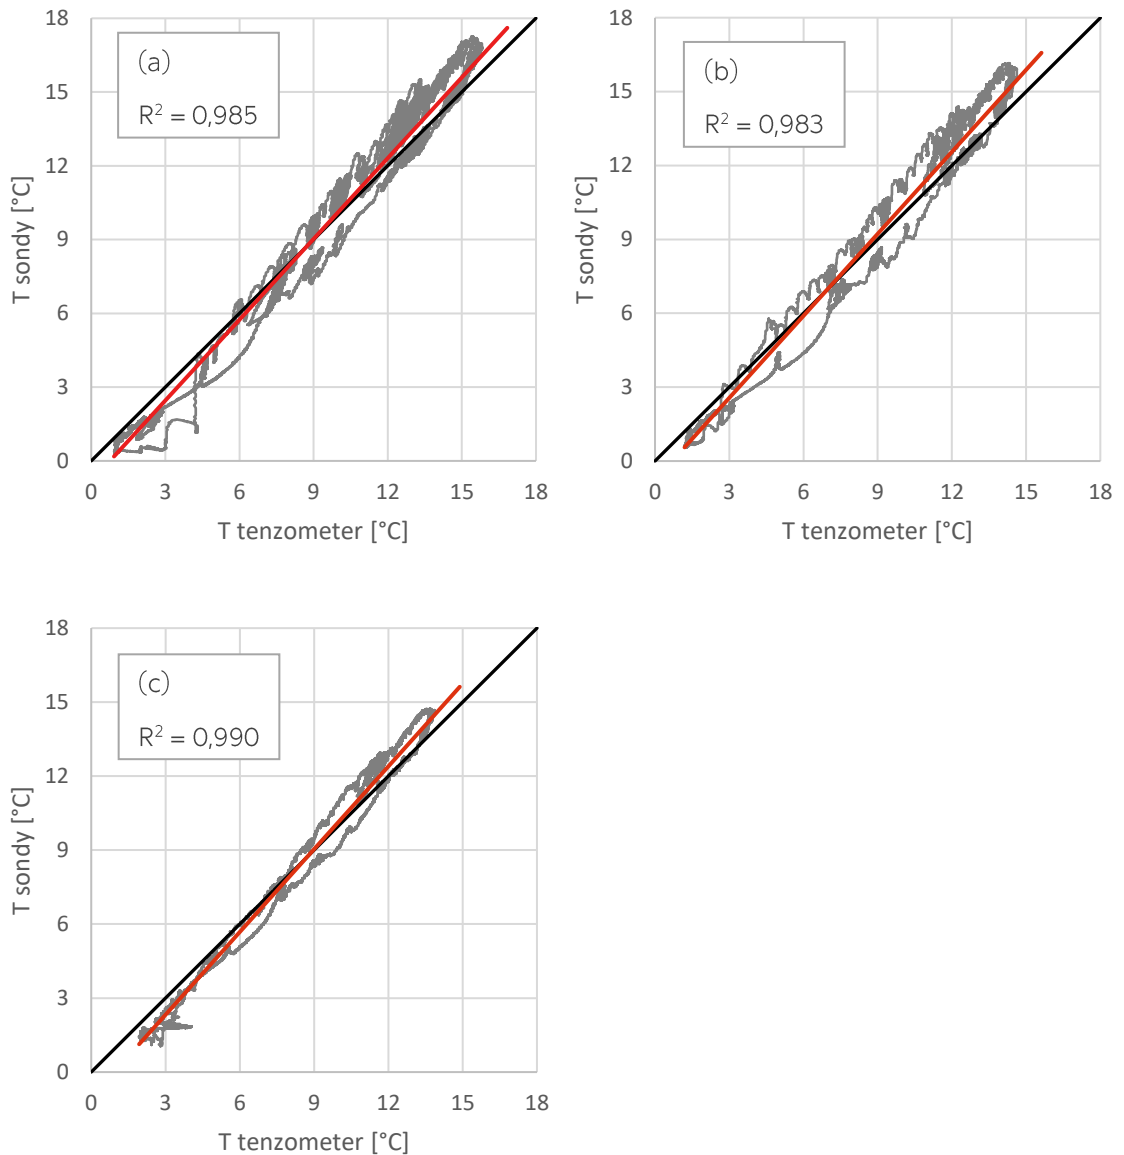 (a)
R² = 0,985
18
15
12
9
6
3
0
T sondy [°C]
0 3 6 9 12 15 18
T tenzometer [°C]
(b)
R² = 0,983
18
15
12
9
6
3
0
T sondy [°C]
0 3 6 9 12 15 18
T tenzometer [°C]
(c)
R² = 0,990
18
15
12
9
6
3
0
T sondy [°C]
0 3 6 9 12 15 18
T tenzometer [°C]